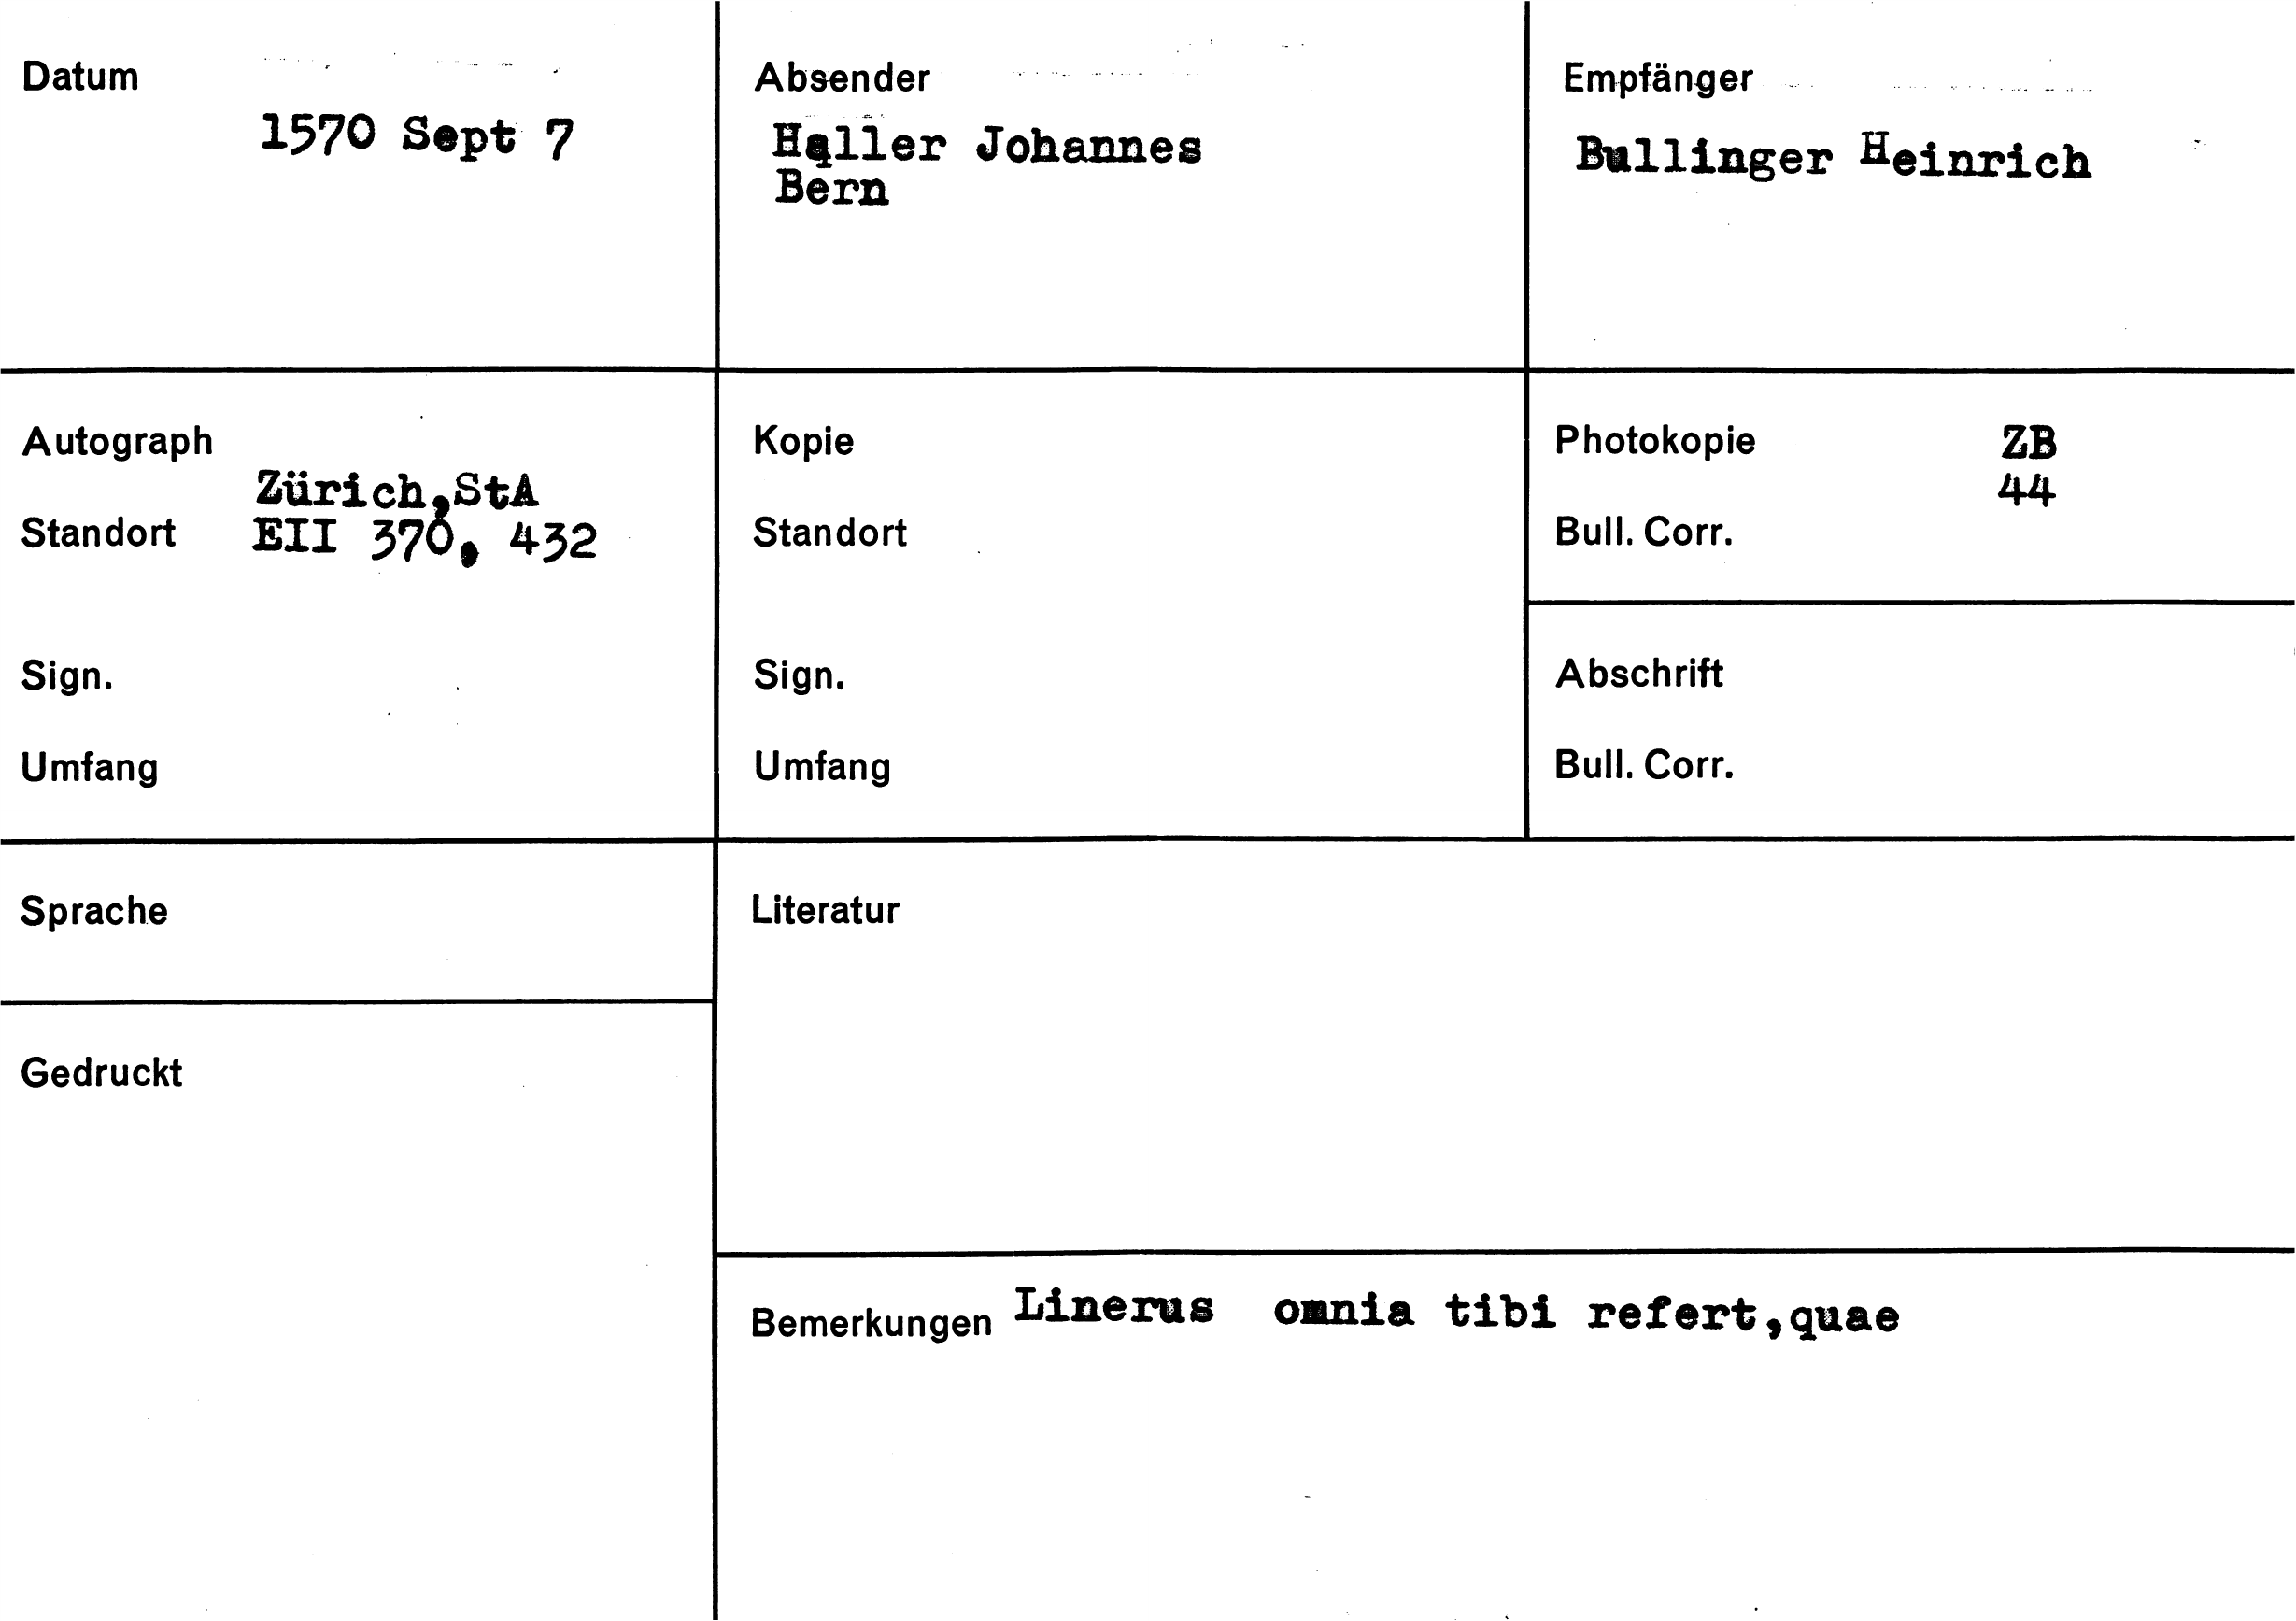 Datum
1570 Sept 7
Absender
Haller Johannes
Bern
Empfänger
Bullinger Heinrich
Autograph
Zürich,StA
Standort EII 370, 432
Sign.
Umfang
Kopie
Standort
Sign.
Umfang
Photokopie ZB
44
Bull. Corr.
Abschrift
Bull. Corr.
Sprache
Literatur
Gedruckt
Bemerkungen Linerus omnia tibi refert,quae